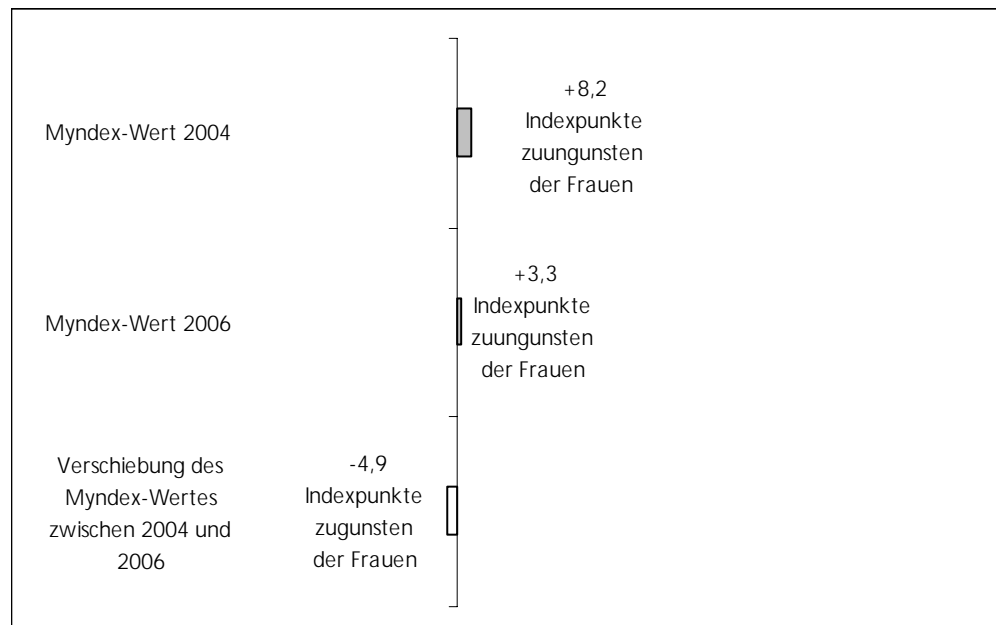 +8,2
Indexpunkte
zuungunsten
der Frauen
Myndex-Wert 2004
+3,3
Indexpunkte
zuungunsten
der Frauen
Myndex-Wert 2006
Verschiebung des
Myndex-Wertes
zwischen 2004 und
2006
-4,9
Indexpunkte
zugunsten
der Frauen